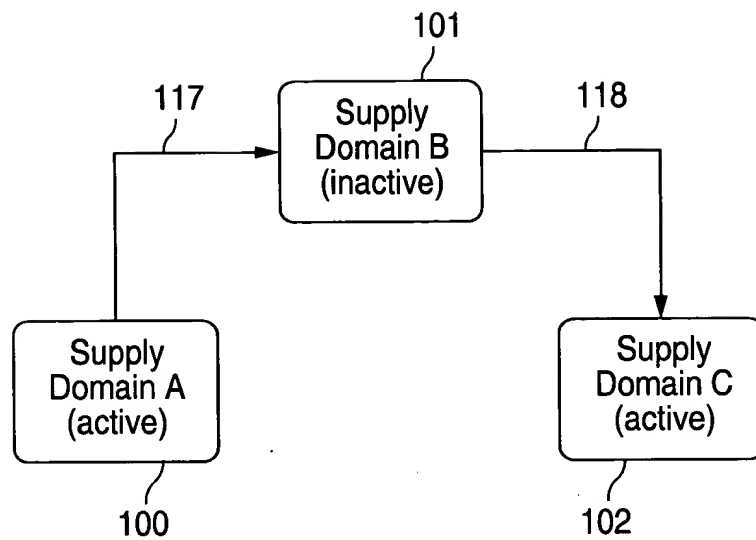 101
117
118
Supply
Domain B
(inactive)
Supply
Domain A
(active)
Supply
Domain C
(active)
100
102